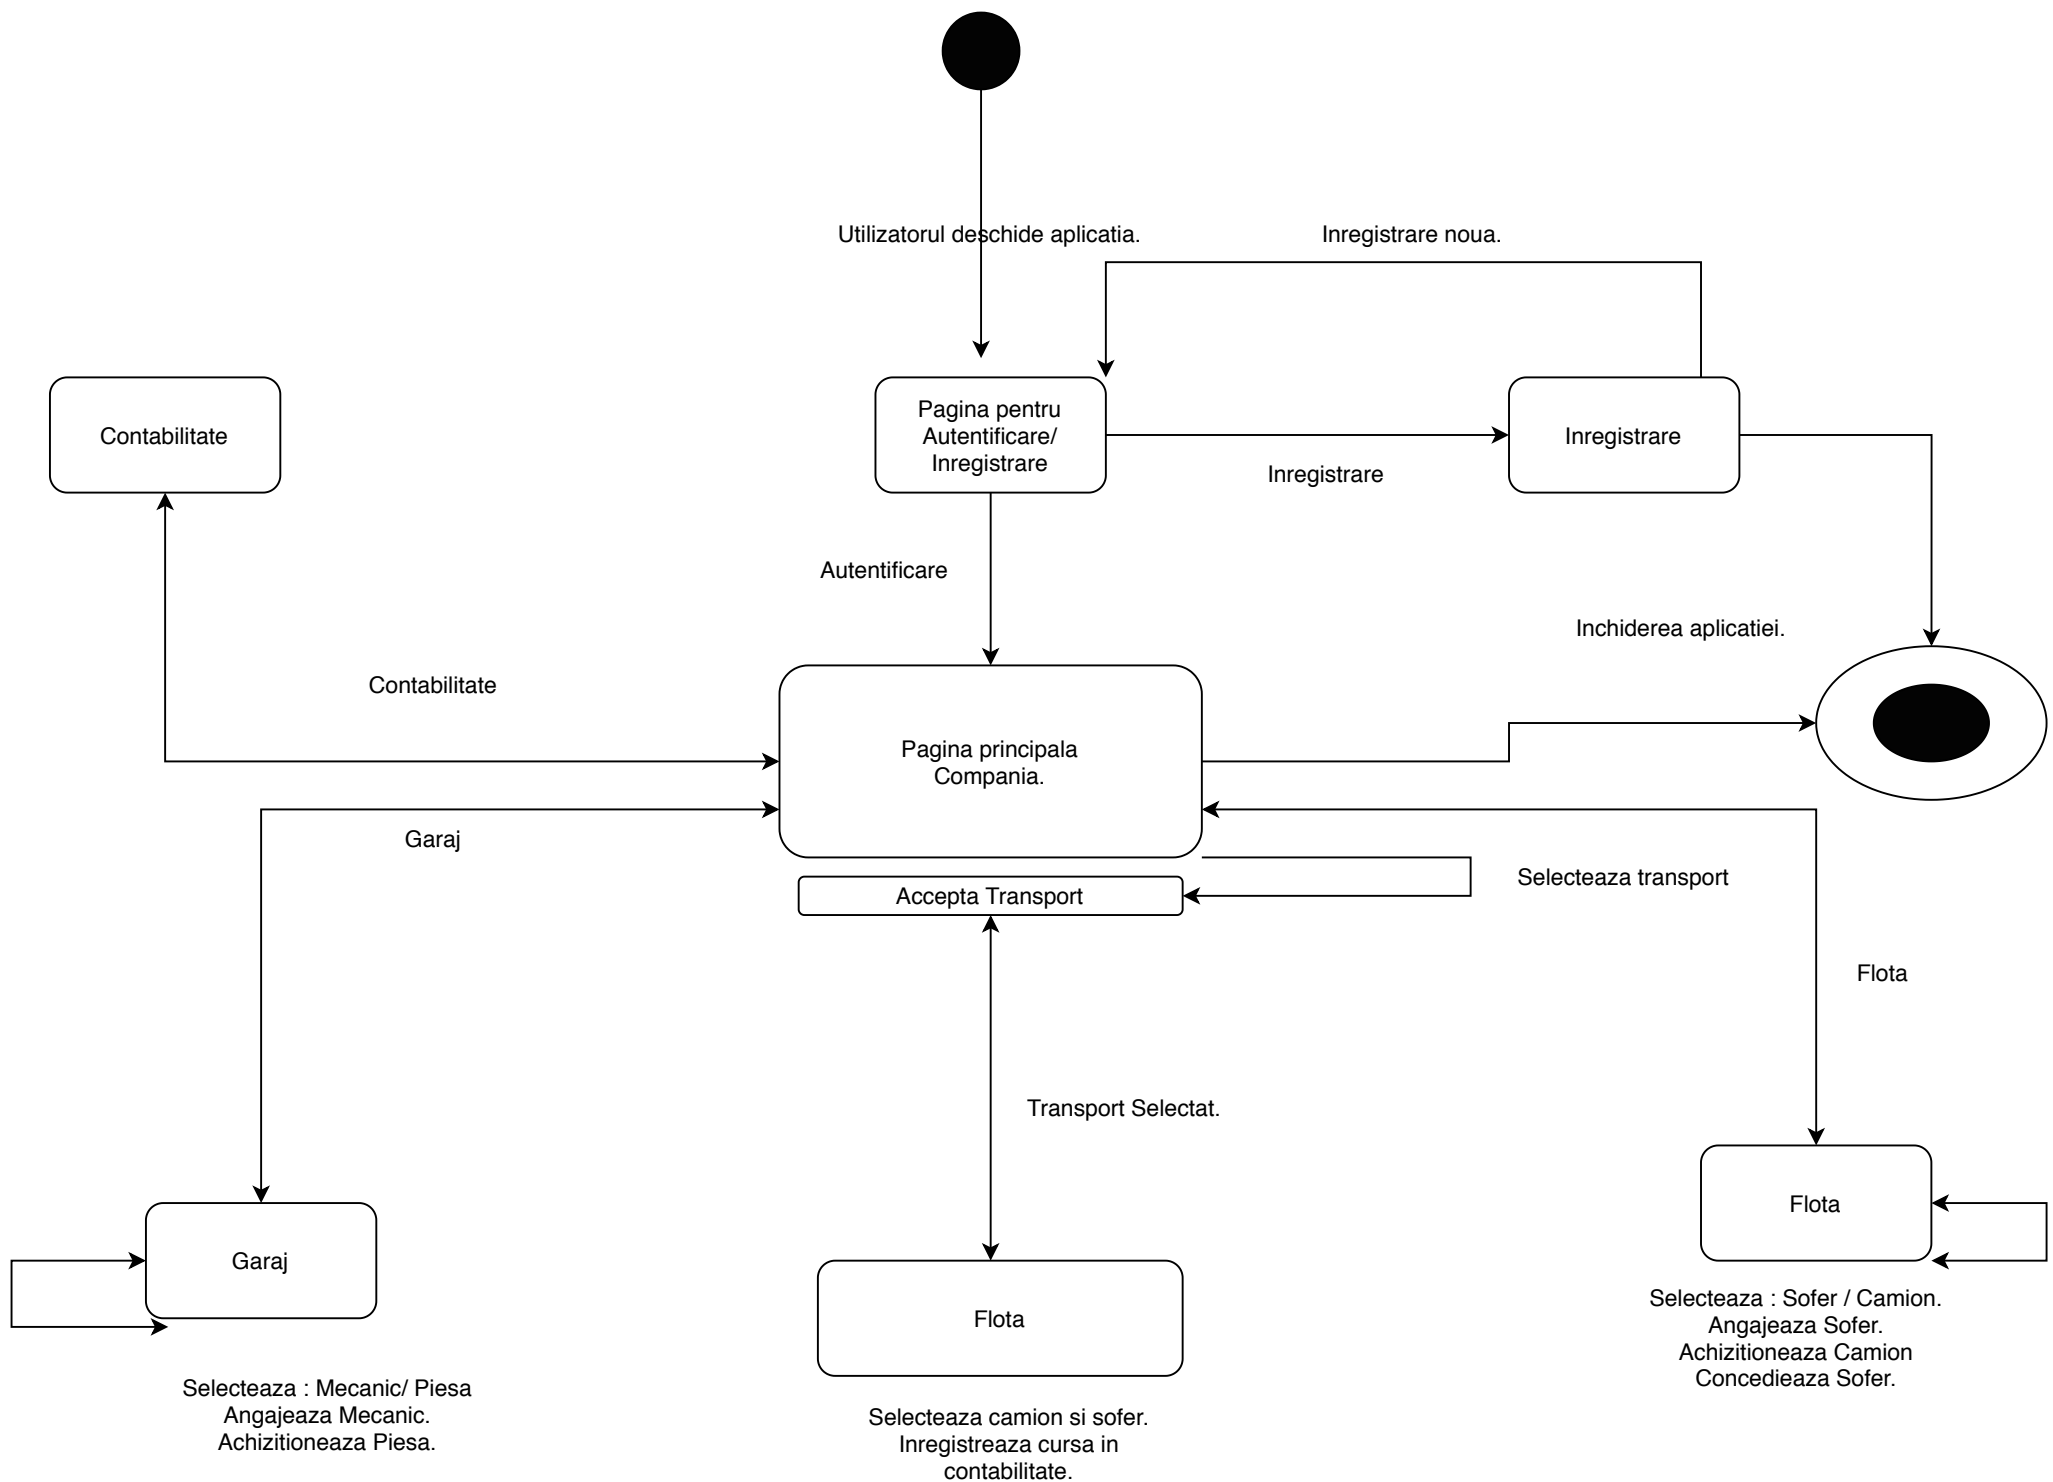 Utilizatorul deschide aplicatia.
Inregistrare noua.
Contabilitate
Pagina pentru
Autentificare/
Inregistrare
Inregistrare
Inregistrare
Autentificare
Inchiderea aplicatiei.
Contabilitate
Pagina principala
Compania.
Garaj
Accepta Transport
Selecteaza transport
Flota
Transport Selectat.
Flota
Garaj
Flota
Selecteaza : Sofer / Camion.
Angajeaza Sofer.
Achizitioneaza Camion
Concedieaza Sofer.
Selecteaza : Mecanic/ Piesa
Angajeaza Mecanic.
Achizitioneaza Piesa.
Selecteaza camion si sofer.
Inregistreaza cursa in
contabilitate.